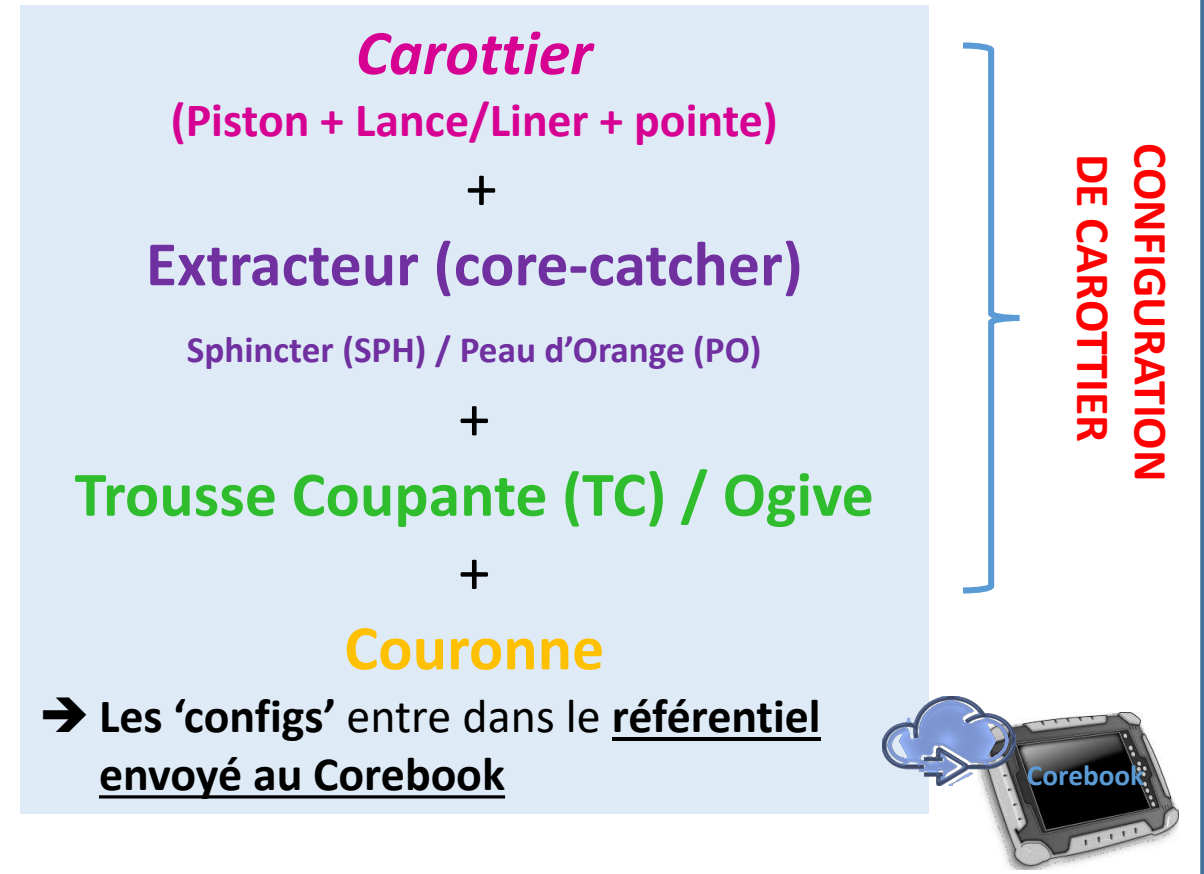 Carottier
(Piston + Lance/Liner + pointe)
+
Extracteur (core-catcher)
Sphincter (SPH) / Peau d’Orange (PO)
+
Trousse Coupante (TC) / Ogive
+
Couronne
➔ Les ‘configs’ entre dans le référentiel
envoyé au Corebook
CONFIGURATION
DE CAROTTIER
Corebook